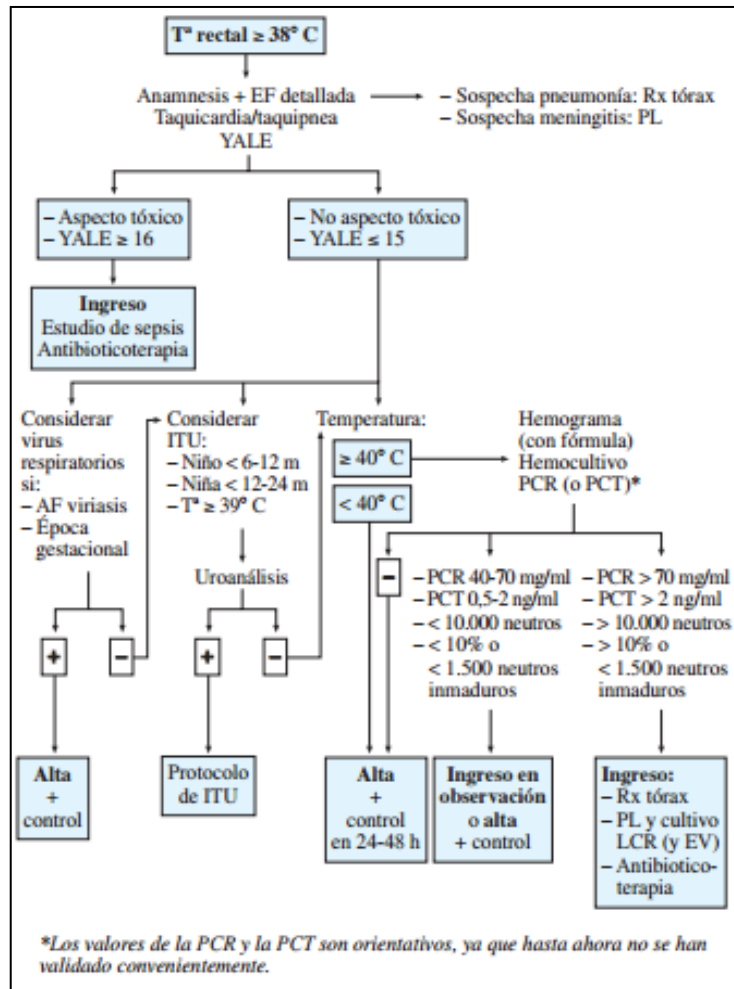 Tª rectal ≥ 38° C
Anamnesis + EF detallada
Taquicardia/taquipnea
YALE
– Sospecha pneumonía: Rx tórax
– Sospecha meningitis: PL
– Aspecto tóxico
– YALE ≥ 16
– No aspecto tóxico
– YALE ≤ 15
Ingreso
Estudio de sepsis
Antibioticoterapia
Considerar
virus
respiratorios
si:
– AF viriasis
– Época
gestacional
Considerar
ITU:
– Niño < 6-12 m
– Niña < 12-24 m
– Tª ≥ 39° C
Uroanálisis
Temperatura:
≥ 40° C
< 40° C
Hemograma
(con fórmula)
Hemocultivo
PCR (o PCT)*
–
– PCR 40-70 mg/ml
– PCT 0,5-2 ng/ml
– < 10.000 neutros
– < 10% o
< 1.500 neutros
inmaduros
– PCR > 70 mg/ml
– PCT > 2 ng/ml
– > 10.000 neutros
– > 10% o
< 1.500 neutros
inmaduros
+
–
+
–
Alta
+
control
Protocolo
de ITU
Alta
+
control
en 24-48 h
Ingreso en
observación
o alta
+ control
Ingreso:
– Rx tórax
– PL y cultivo
LCR (y EV)
– Antibiotico-
terapia
*Los valores de la PCR y la PCT son orientativos, ya que hasta ahora no se han
validado convenientemente.